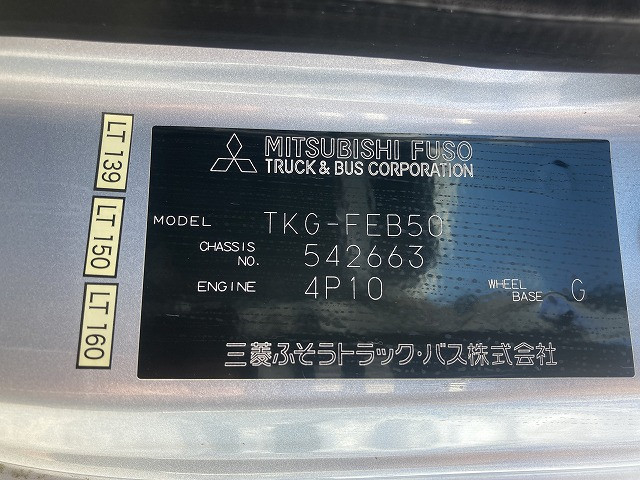 MITSUBISHI FUSO
TRUCK & BUS CORPORATION
MODEL TKG-FEB50
CHASSIS NO. 542663
ENGINE 4P10 WHEEL BASE G
三菱ふそうトラック・バス株式会社
LT 139
LT 150
LT 160